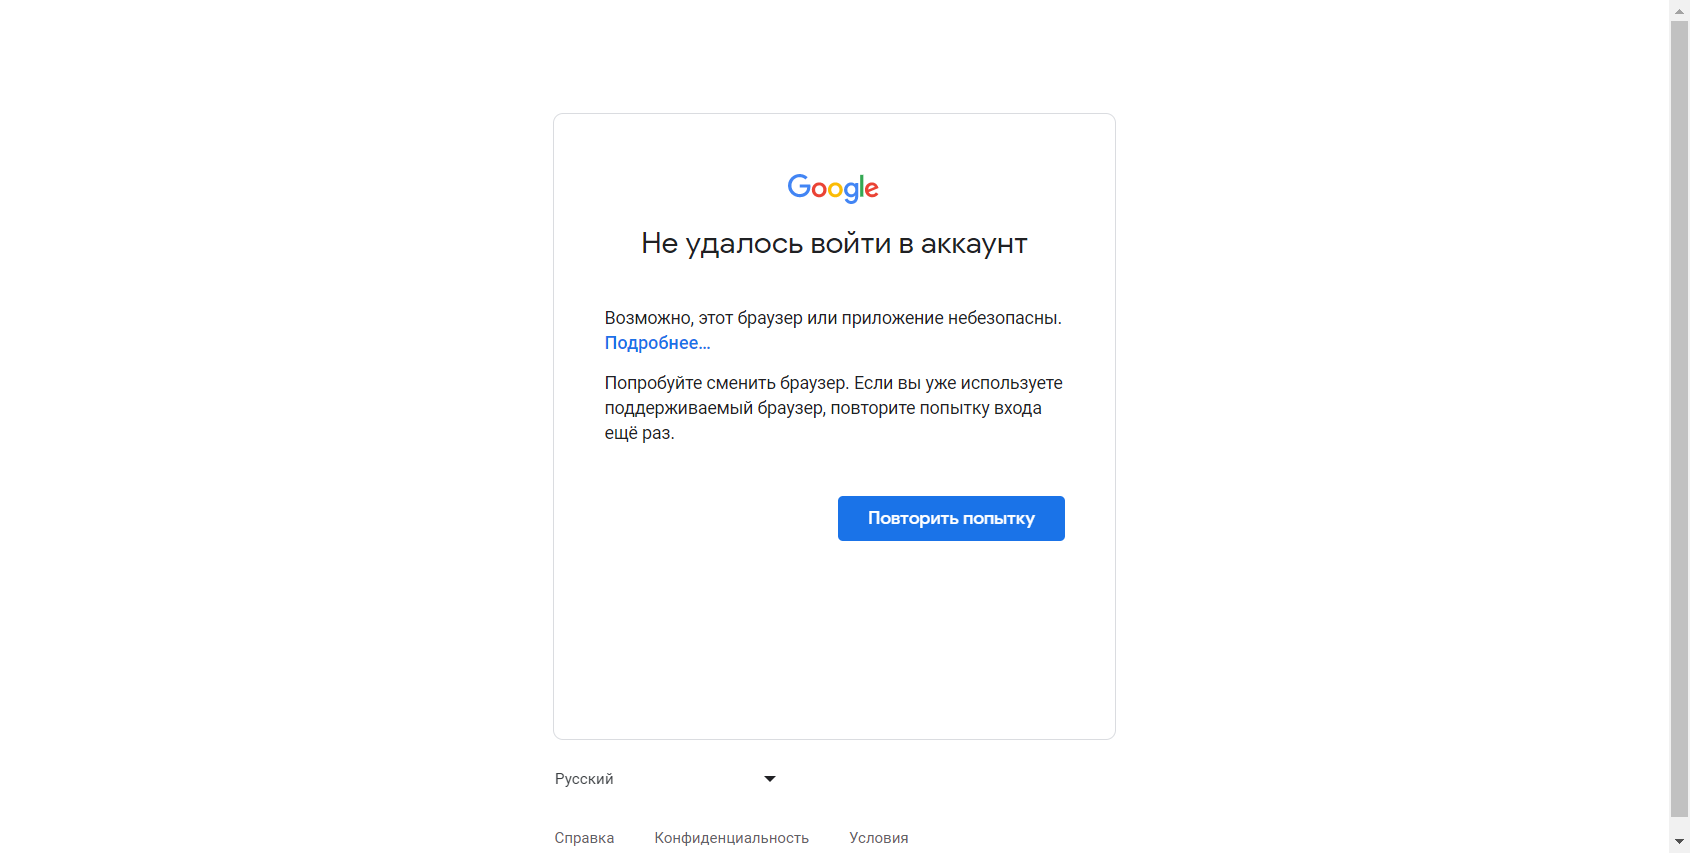 Google
Не удалось войти в аккаунт
Возможно, этот браузер или приложение небезопасны.
Подробнее…
Попробуйте сменить браузер. Если вы уже используете
поддерживаемый браузер, повторите попытку входа
ещё раз.
Повторить попытку
Русский
Справка Конфиденциальность Условия